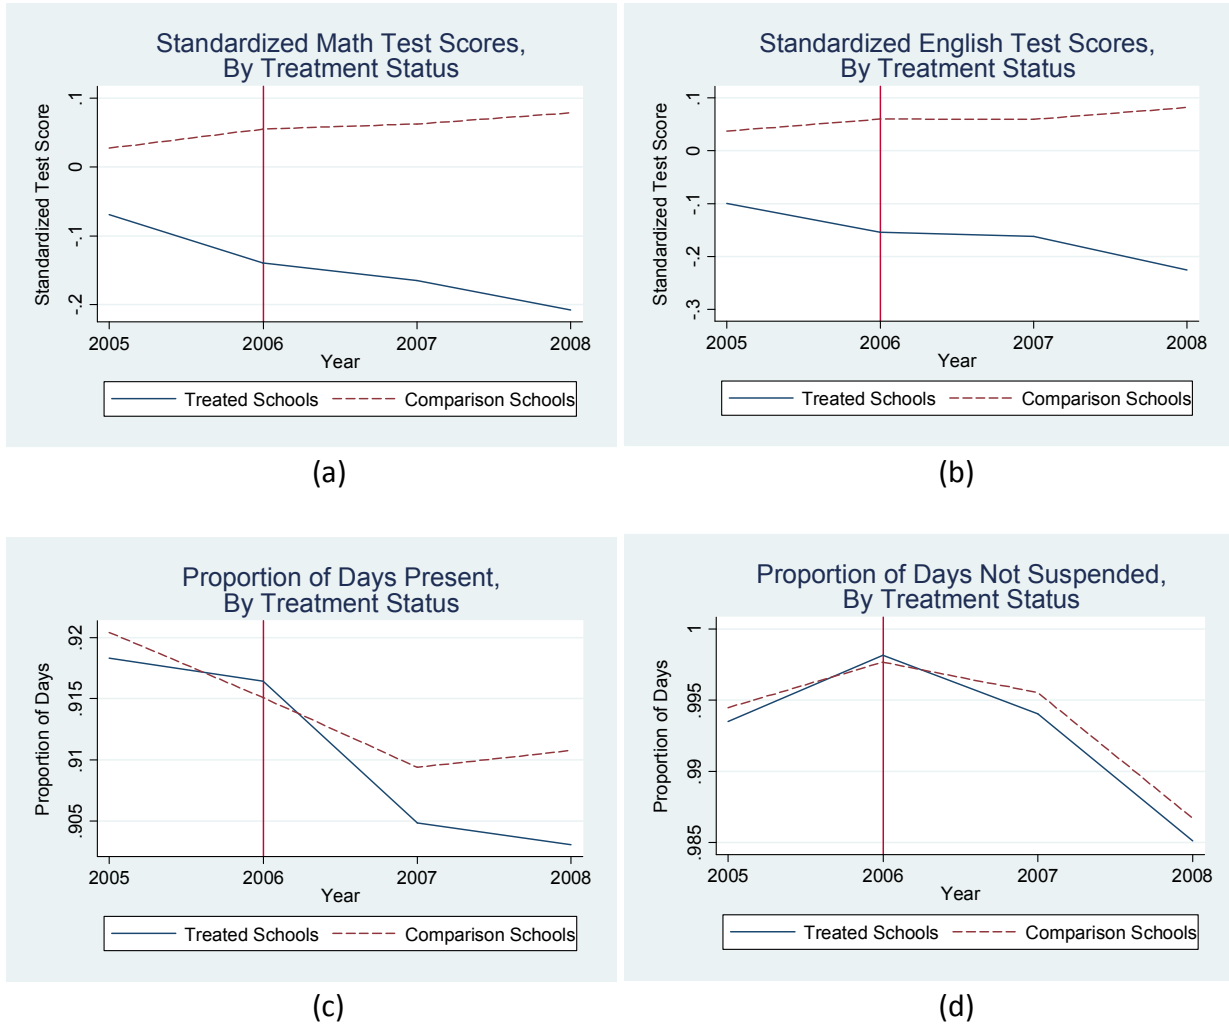 Standardized Math Test Scores,
By Treatment Status
Standardized Test Score
.1
0
-.1
-.2
2005 2006 2007 2008
Year
Treated Schools Comparison Schools
(a)
Standardized English Test Scores,
By Treatment Status
Standardized Test Score
.1
0
-.1
-.2
-.3
2005 2006 2007 2008
Year
Treated Schools Comparison Schools
(b)
Proportion of Days Present,
By Treatment Status
Proportion of Days
.92
.915
.91
.905
2005 2006 2007 2008
Year
Treated Schools Comparison Schools
(c)
Proportion of Days Not Suspended,
By Treatment Status
Proportion of Days
1
.995
.99
.985
2005 2006 2007 2008
Year
Treated Schools Comparison Schools
(d)